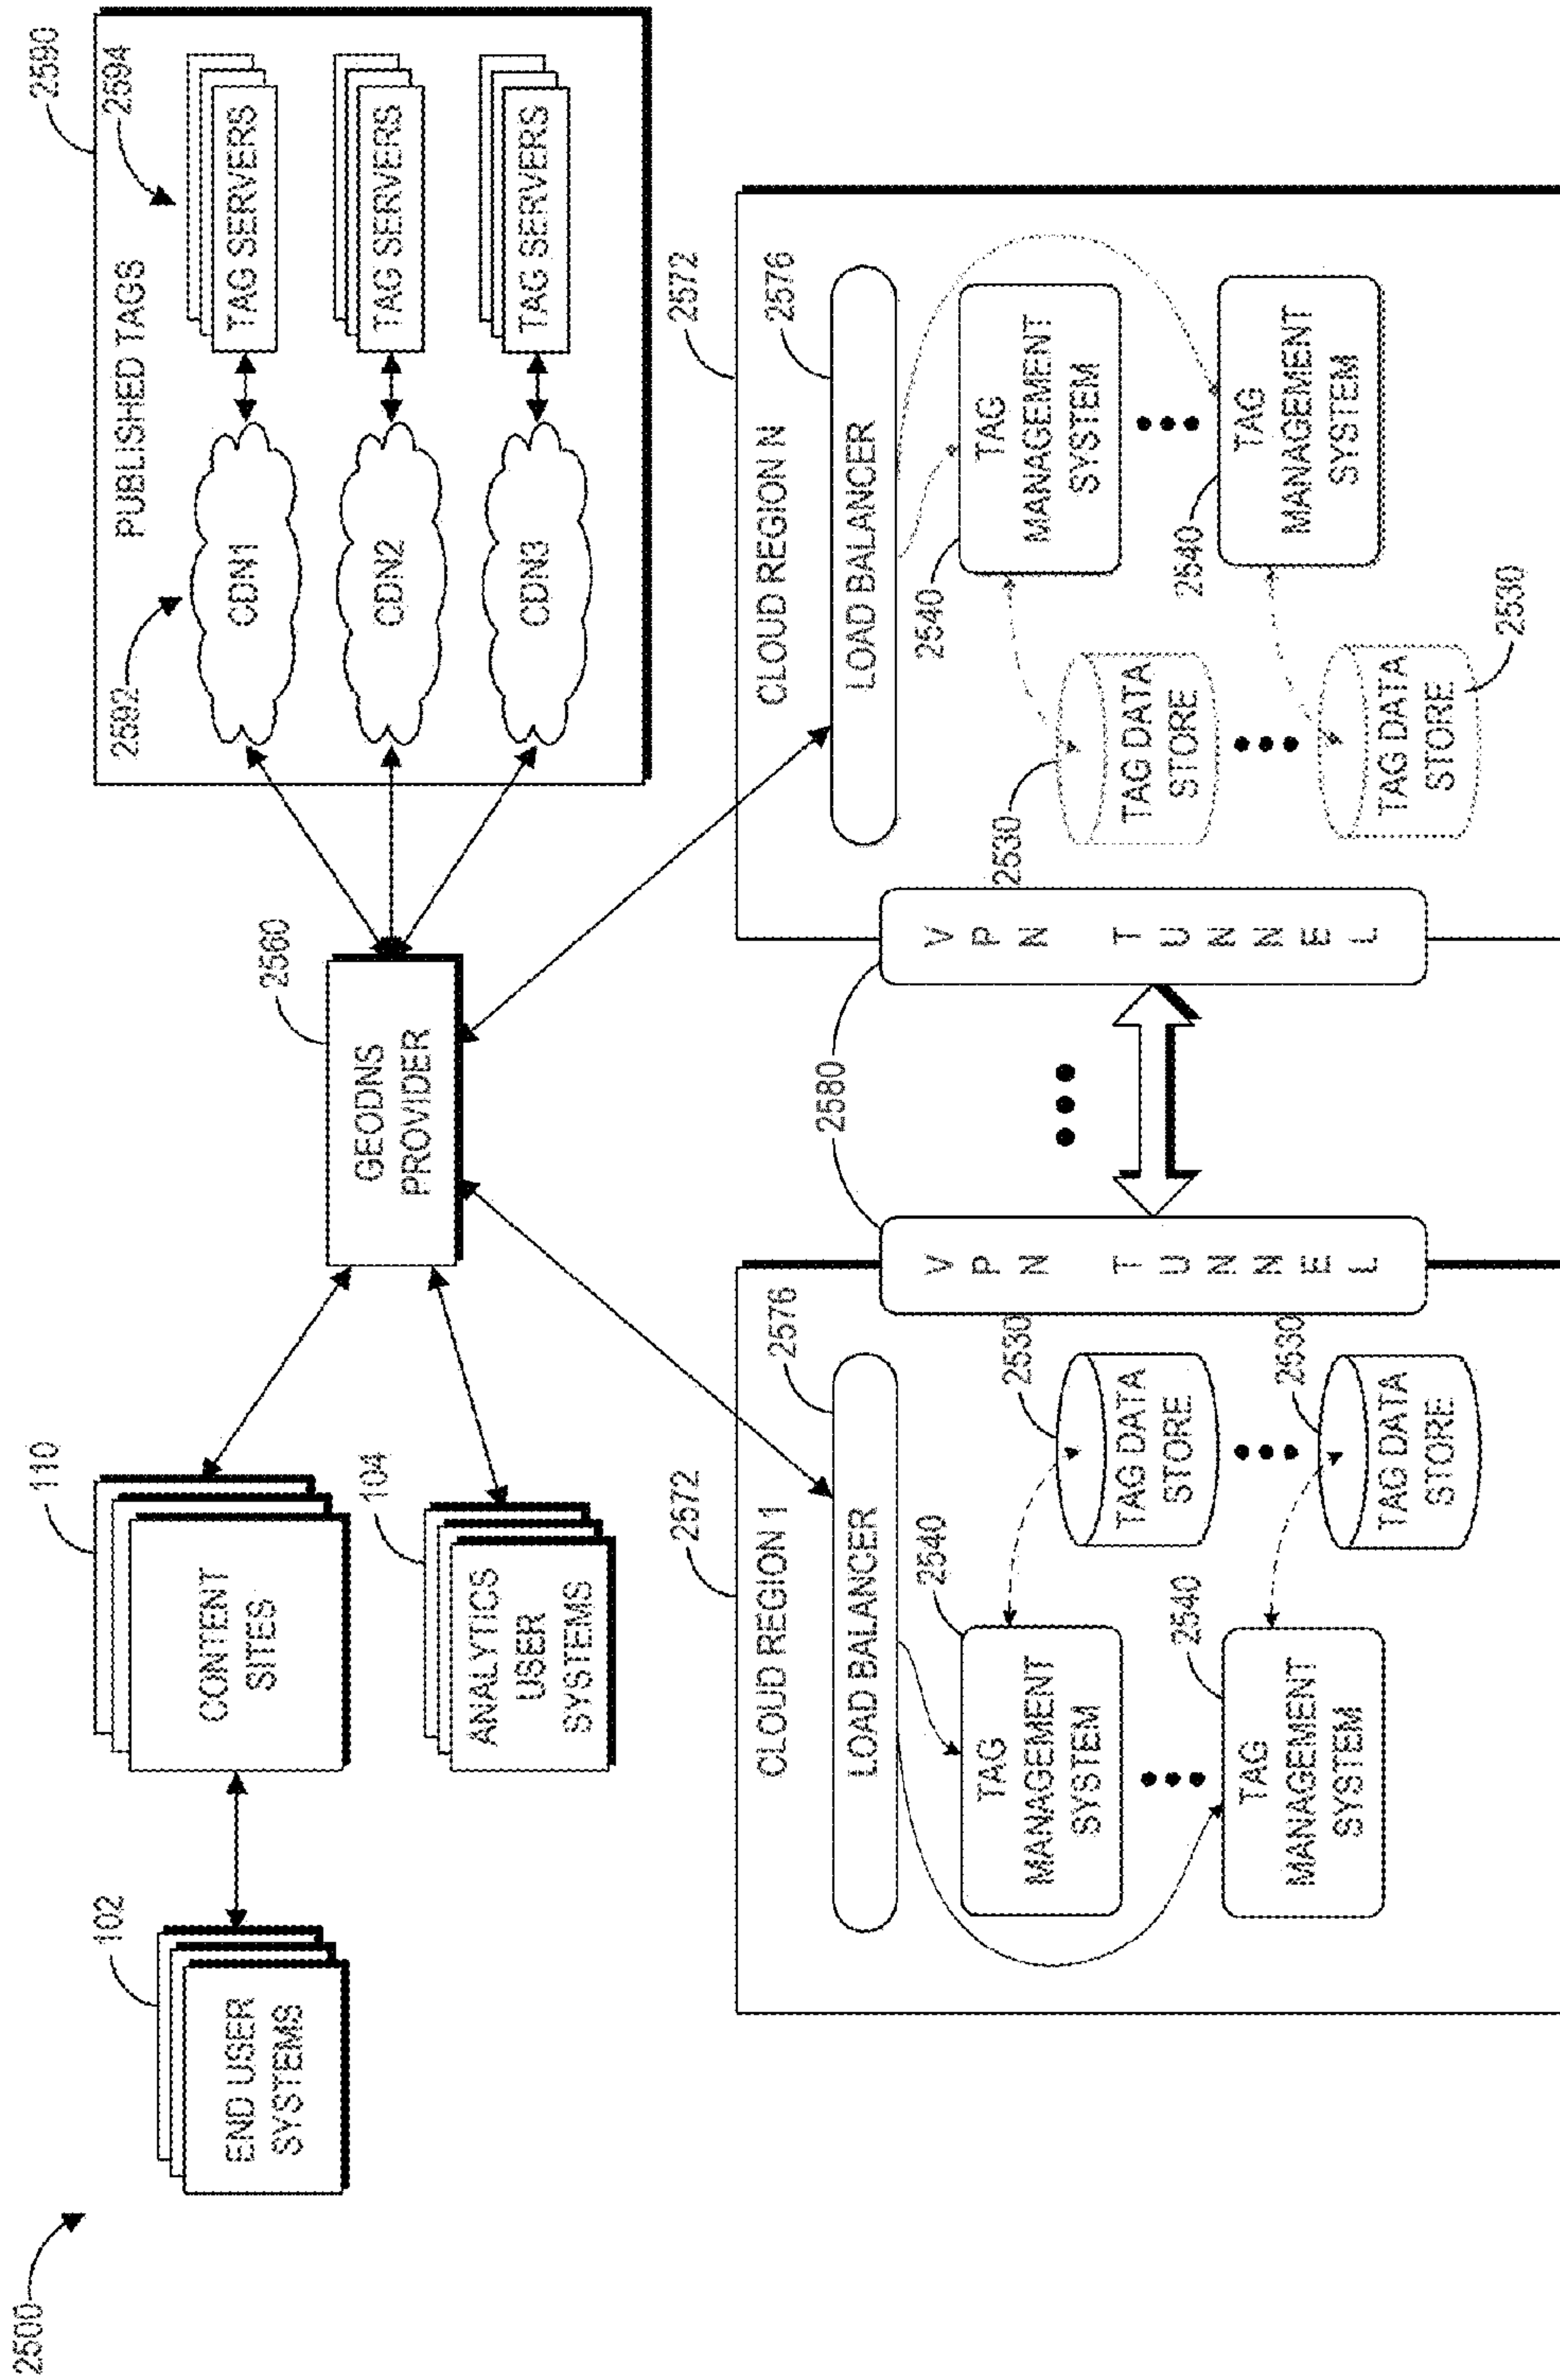 2500
102
END USER
SYSTEMS
110
CONTENT
SITES
104
ANALYTICS
USER
SYSTEMS
2560
GEODNS
PROVIDER
2590
PUBLISHED TAGS
2592
2594
CDN1
TAG SERVERS
CDN2
TAG SERVERS
CDN3
TAG SERVERS
2572
CLOUD REGION 1
2576
LOAD BALANCER
2540
TAG
MANAGEMENT
SYSTEM
2530
TAG DATA
STORE
2540
TAG
MANAGEMENT
SYSTEM
2530
TAG DATA
STORE
VPN TUNNEL
2580
VPN TUNNEL
2572
CLOUD REGION N
2576
LOAD BALANCER
2530
TAG DATA
STORE
2540
TAG
MANAGEMENT
SYSTEM
TAG DATA
STORE
2530
2540
TAG
MANAGEMENT
SYSTEM